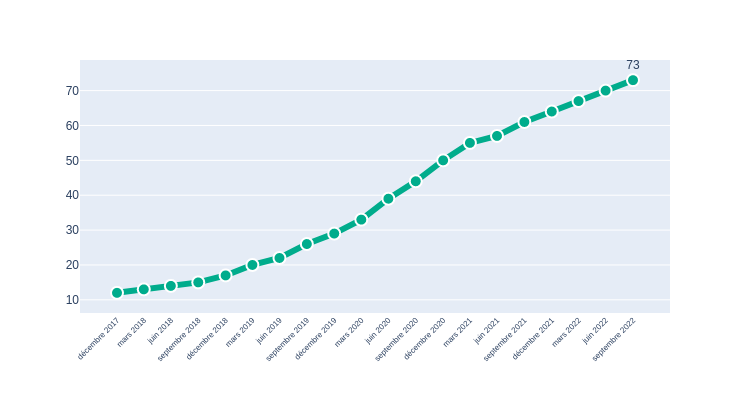 73
70
60
50
40
30
20
10
décembre 2017
mars 2018
juin 2018
septembre 2018
décembre 2018
mars 2019
juin 2019
septembre 2019
décembre 2019
mars 2020
juin 2020
septembre 2020
décembre 2020
mars 2021
juin 2021
septembre 2021
décembre 2021
mars 2022
juin 2022
septembre 2022